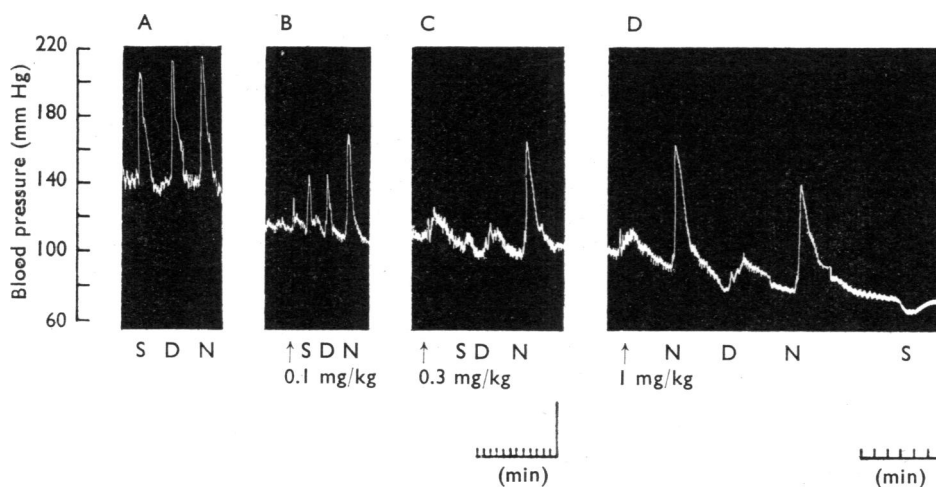 A B C D
220
180
140
100
60
Blood pressure (mm Hg)
S D N
↑ S D N
0.1 mg/kg
↑ S D N
0.3 mg/kg
↑ N D N S
1 mg/kg
(min)
(min)